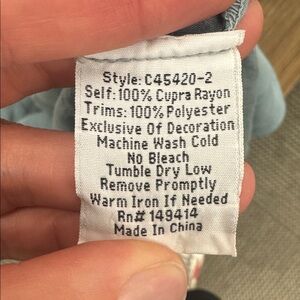 Style: C45420-2
Self: 100% Cupra Rayon
Trims: 100% Polyester
Exclusive Of Decoration
Machine Wash Cold
No Bleach
Tumble Dry Low
Remove Promptly
Warm Iron If Needed
Rn# 149414
Made In China